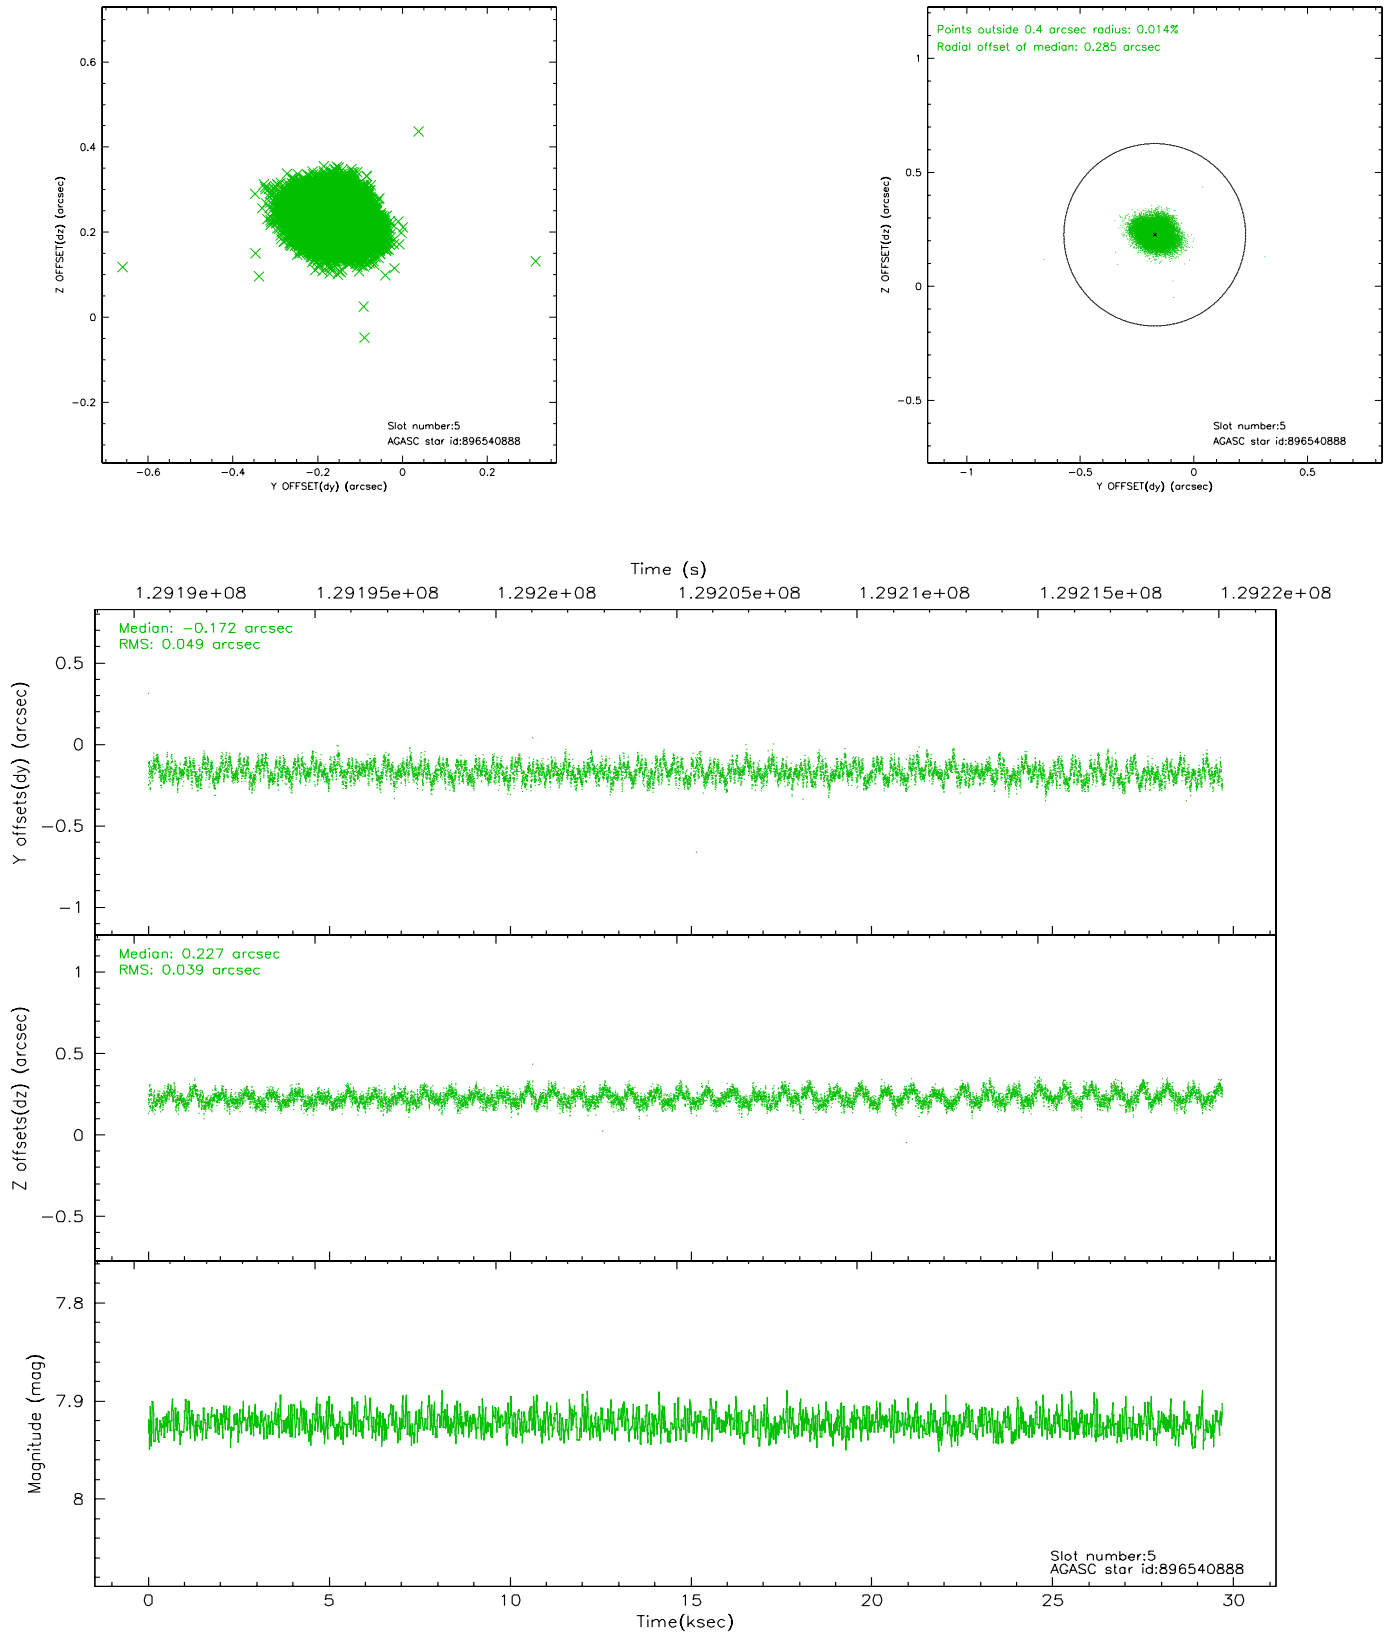 0.6
0.4
0.2
0
−0.2
Z OFFSET(dz) (arcsec)
−0.6 −0.4 −0.2 0 0.2
Y OFFSET(dy) (arcsec)
Slot number:5
AGASC star id:896540888
Points outside 0.4 arcsec radius: 0.014%
Radial offset of median: 0.285 arcsec
1
0.5
0
−0.5
Z OFFSET(dz) (arcsec)
−1 −0.5 0 0.5
Y OFFSET(dy) (arcsec)
Slot number:5
AGASC star id:896540888
Time (s)
1.2919e+08 1.29195e+08 1.292e+08 1.29205e+08 1.2921e+08 1.29215e+08 1.2922e+08
Median: −0.172 arcsec
RMS: 0.049 arcsec
0.5
0
−0.5
−1
Y offsets(dy) (arcsec)
Median: 0.227 arcsec
RMS: 0.039 arcsec
1
0.5
0
−0.5
Z offsets(dz) (arcsec)
7.8
7.9
8
Magnitude (mag)
Slot number:5
AGASC star id:896540888
0 5 10 15 20 25 30
Time(ksec)